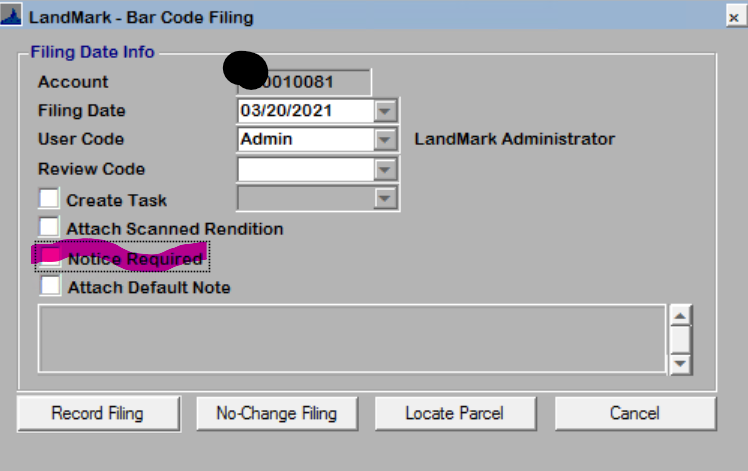 LandMark - Bar Code Filing
Filing Date Info
Account 0010081
Filing Date 03/20/2021
User Code Admin LandMark Administrator
Review Code
Create Task
Attach Scanned Rendition
Notice Required
Attach Default Note
Record Filing No-Change Filing Locate Parcel Cancel